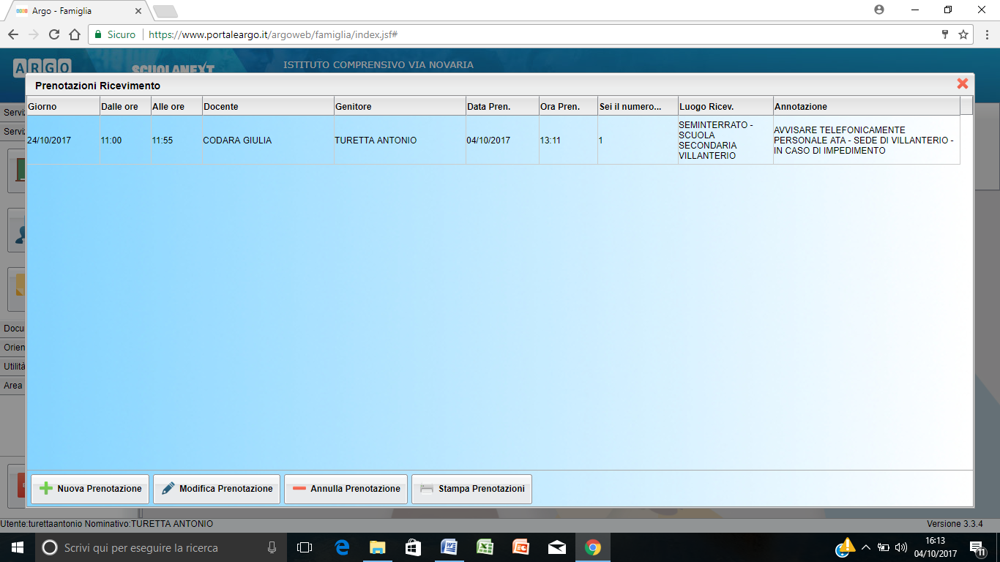 Argo - Famiglia
Sicuro
https://www.portaleargo.it/argoweb/famiglia/index.jsf#
ARGO
SCUOLANEXT
ISTITUTO COMPRENSIVO VIA NOVARIA
Prenotazioni Ricevimento
Giorno Dalle ore Alle ore Docente Genitore Data Pren. Ora Pren. Sei il numero... Luogo Ricev. Annotazione
24/10/2017 11:00 11:55 CODARA GIULIA TURETTA ANTONIO 04/10/2017 13:11 1
SEMINTERRATO -
SCUOLA
SECONDARIA
VILLANTERIO
AVVISARE TELEFONICAMENTE
PERSONALE ATA - SEDE DI VILLANTERIO -
IN CASO DI IMPEDIMENTO
Serviz
Serviz
Docu
Orien
Utilità
Area
Nuova Prenotazione Modifica Prenotazione Annulla Prenotazione Stampa Prenotazioni
Utente:turettaantonio Nominativo:TURETTA ANTONIO
Versione 3.3.4
Scrivi qui per eseguire la ricerca
16:13
04/10/2017
11